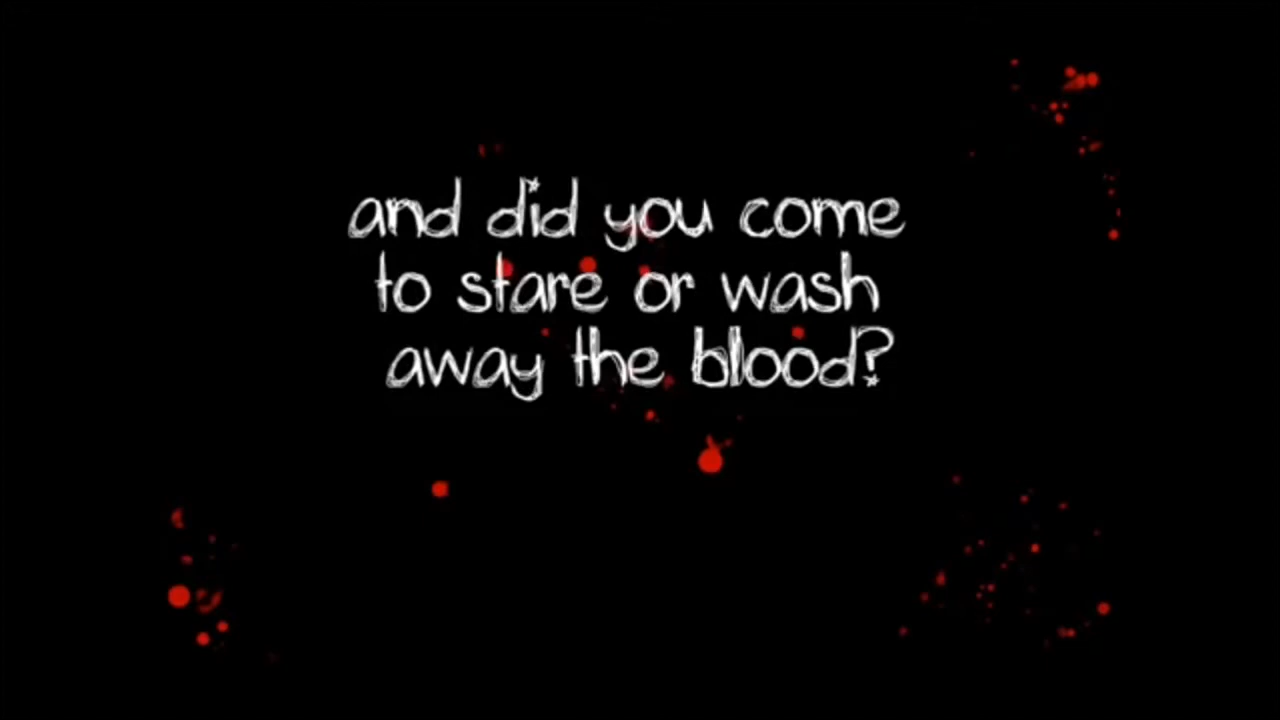 and did you come
to stare or wash
away the blood?